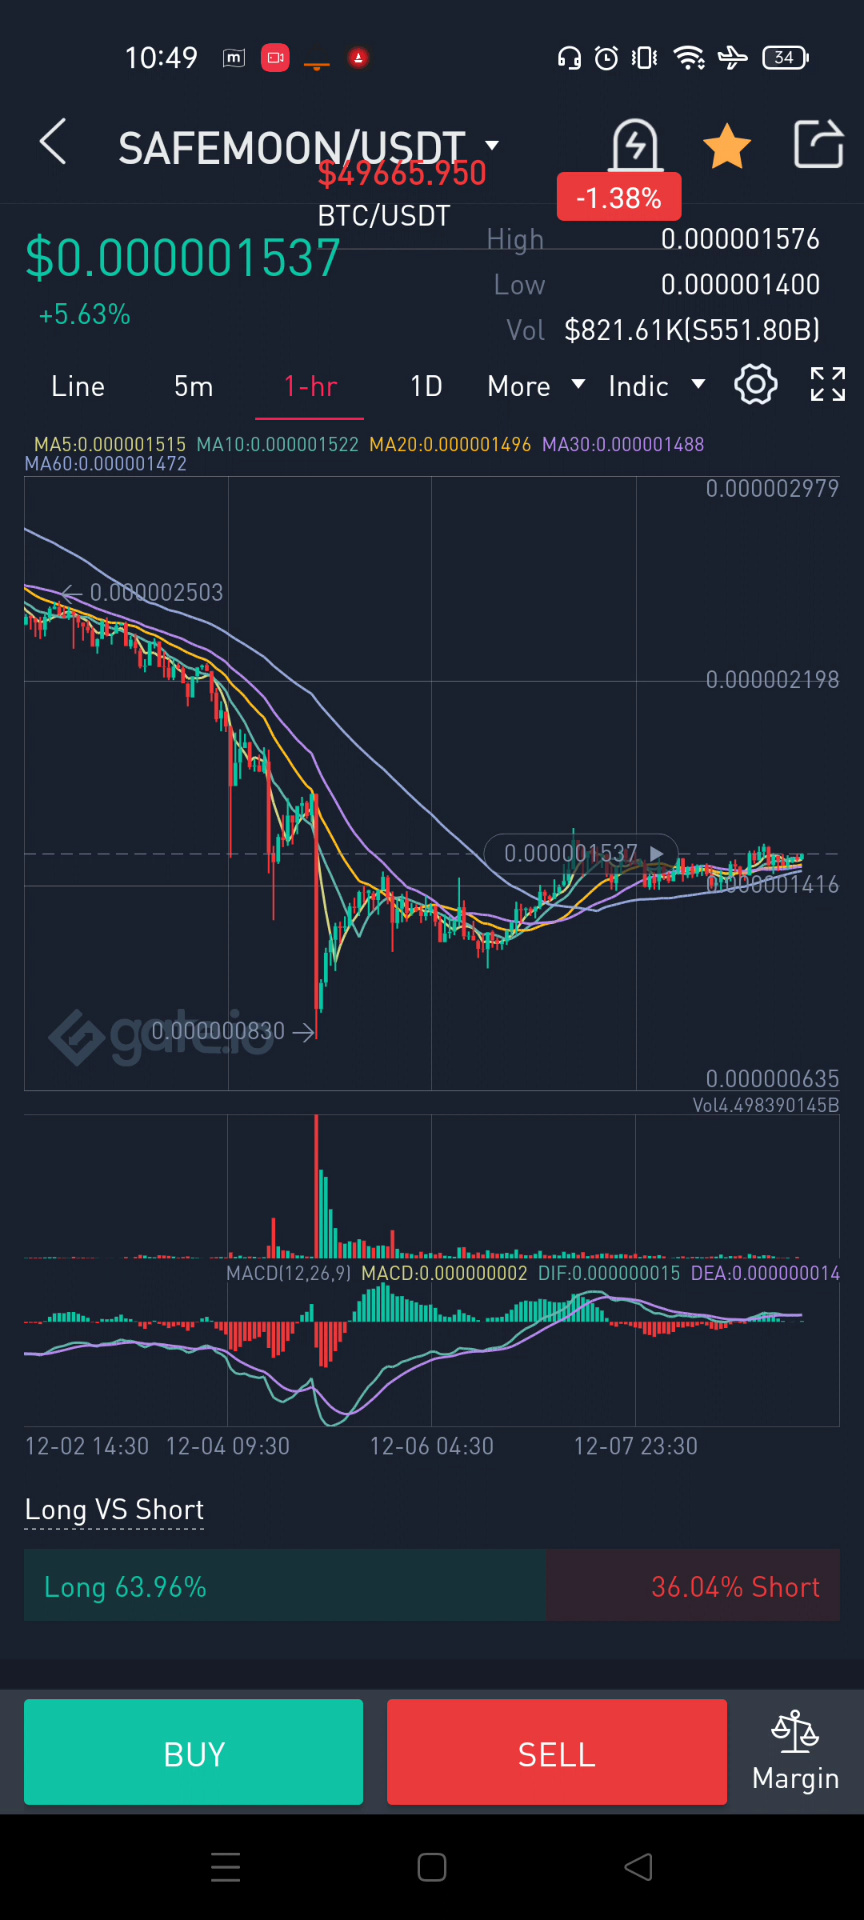 10:49
m
34
SAFEMOON/USDT
$49665.950
-1.38%
BTC/USDT
$0.000001537
+5.63%
High 0.000001576
Low 0.000001400
Vol $821.61K(S551.80B)
Line 5m 1-hr 1D More Indic
MA5:0.000001515 MA10:0.000001522 MA20:0.000001496 MA30:0.000001488
MA60:0.000001472
0.000002979
0.000002503
0.000002198
0.000001537
0.000001416
gate.io
0.000000830
0.000000635
Vol4.498390145B
MACD(12,26,9) MACD:0.000000002 DIF:0.000000015 DEA:0.000000014
12-02 14:30 12-04 09:30 12-06 04:30 12-07 23:30
Long VS Short
Long 63.96% 36.04% Short
BUY SELL Margin